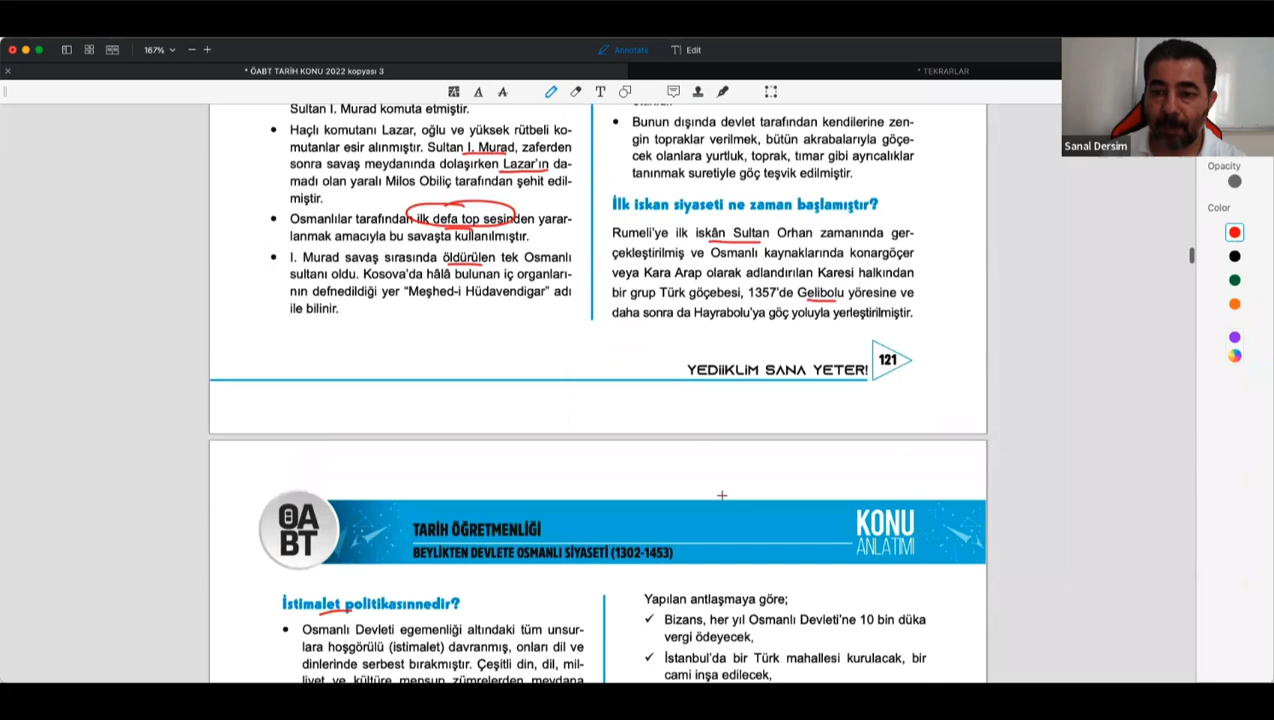 167%
Annotate
Edit
* ÖABT TARİH KONU 2022 kopyası 3
* TEKRARLAR
Sanal Dersim
Opacity
Color
Sultan I. Murad komuta etmiştir.
• Haçlı komutanı Lazar, oğlu ve yüksek rütbeli ko-
mutanlar esir alınmıştır. Sultan I. Murad, zaferden
sonra savaş meydanında dolaşırken Lazar'ın da-
madı olan yaralı Milos Obiliç tarafından şehit edil-
miştir.
• Osmanlılar tarafından ilk defa top sesinden yarar-
lanmak amacıyla bu savaşta kullanılmıştır.
• I. Murad savaş sırasında öldürülen tek Osmanlı
sultanı oldu. Kosova'da hâlâ bulunan iç organları-
nın defnedildiği yer “Meşhed-i Hüdavendigar” adı
ile bilinir.
• Bunun dışında devlet tarafından kendilerine zen-
gin topraklar verilmek, bütün akrabalarıyla göçe-
cek olanlara yurtluk, toprak, tımar gibi ayrıcalıklar
tanınmak suretiyle göç teşvik edilmiştir.
İlk iskan siyaseti ne zaman başlamıştır?
Rumeli'ye ilk iskân Sultan Orhan zamanında ger-
çekleştirilmiş ve Osmanlı kaynaklarında konargöçer
veya Kara Arap olarak adlandırılan Karesi halkından
bir grup Türk göçebesi, 1357'de Gelibolu yöresine ve
daha sonra da Hayrabolu'ya göç yoluyla yerleştirilmiştir.
YEDİİKLİM SANA YETER!
121
ÖABT
TARİH ÖĞRETMENLİĞİ
BEYLİKTEN DEVLETE OSMANLI SİYASETİ (1302-1453)
KONU
ANLATIMI
İstimalet politikasınnedir?
• Osmanlı Devleti egemenliği altındaki tüm unsur-
lara hoşgörülü (istimalet) davranmış, onları dil ve
dinlerinde serbest bırakmıştır. Çeşitli din, dil, mil-
liyet ve kültüre mensup zümrelerden meydana
Yapılan antlaşmaya göre;
✓ Bizans, her yıl Osmanlı Devleti'ne 10 bin düka
vergi ödeyecek,
✓ İstanbul'da bir Türk mahallesi kurulacak, bir
cami inşa edilecek,